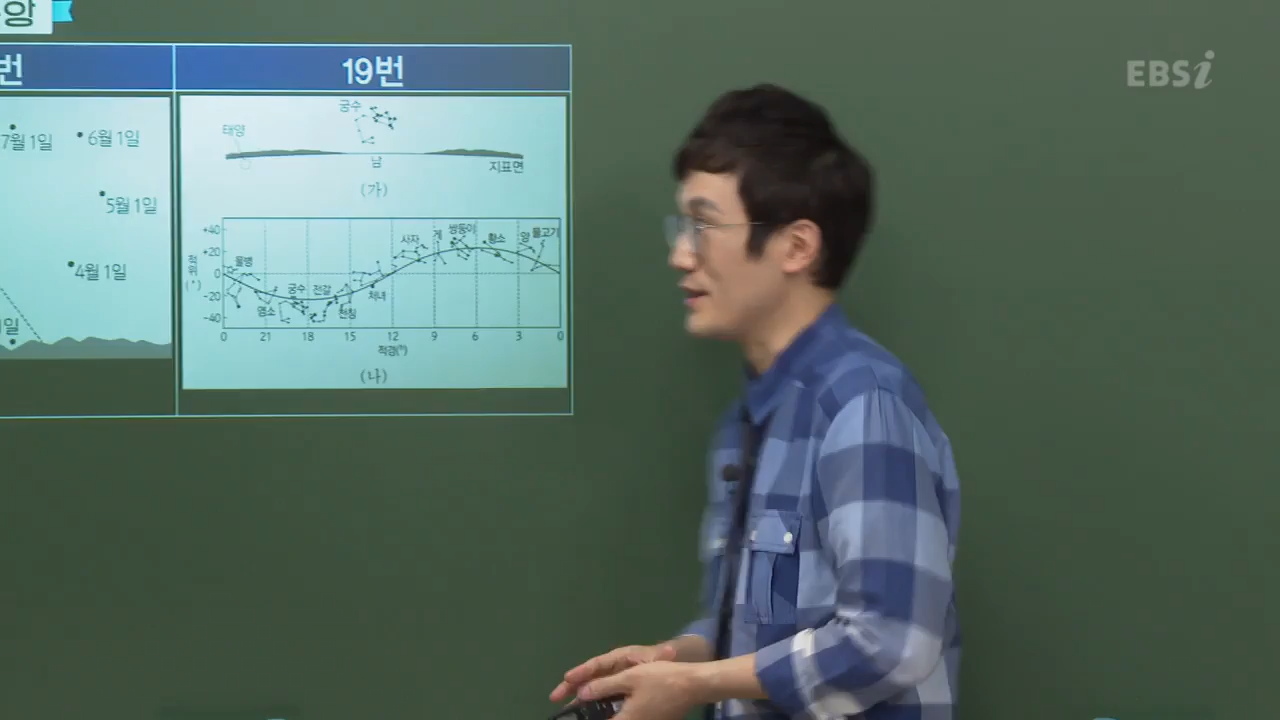 앙
번
19번
EBSi
7월 1일
6월 1일
5월 1일
4월 1일
1일
궁수
태양
남
지표면
(가)
+40
+20
0
-20
-40
적위(°)
물병
염소
궁수
전갈
천칭
처녀
사자
게
쌍둥이
황소
양
물고기
0 21 18 15 12 9 6 3 0
적경(ʰ)
(나)